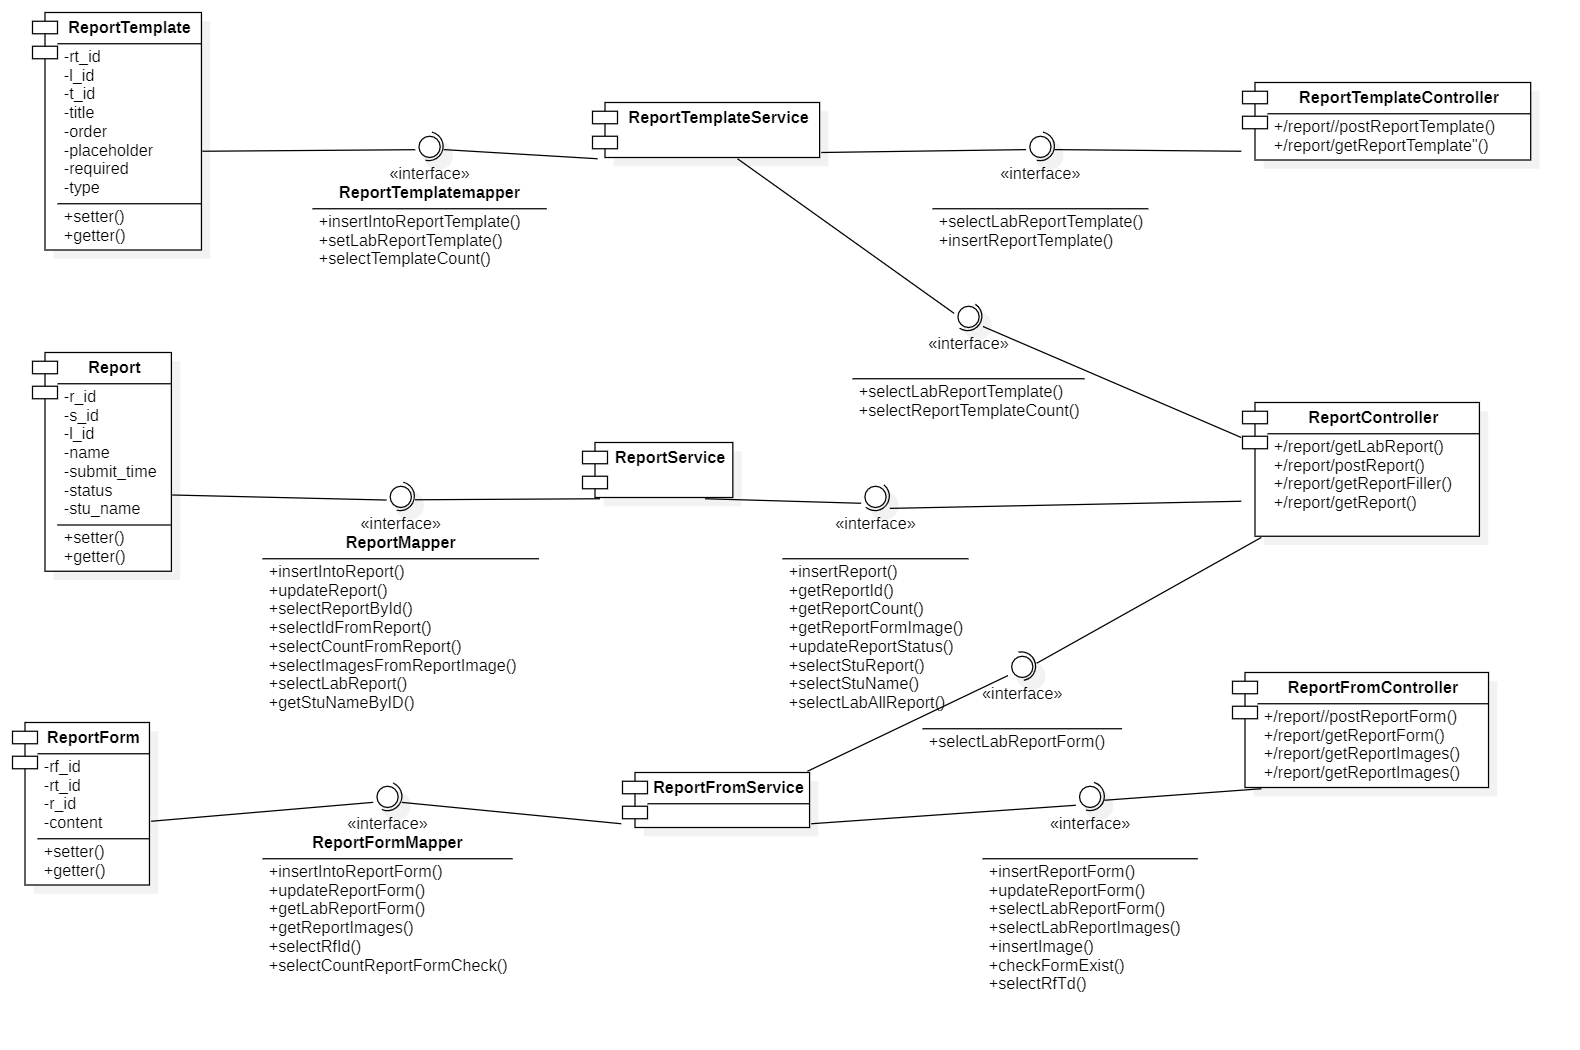 ReportTemplate
-rt_id
-l_id
-t_id
-title
-order
-placeholder
-required
-type
+setter()
+getter()
«interface»
ReportTemplatemapper
+insertIntoReportTemplate()
+setLabReportTemplate()
+selectTemplateCount()
ReportTemplateService
«interface»
+selectLabReportTemplate()
+insertReportTemplate()
ReportTemplateController
+/report//postReportTemplate()
+/report/getReportTemplate"()
«interface»
+selectLabReportTemplate()
+selectReportTemplateCount()
Report
-r_id
-s_id
-l_id
-name
-submit_time
-status
-stu_name
+setter()
+getter()
«interface»
ReportMapper
+insertIntoReport()
+updateReport()
+selectReportById()
+selectIdFromReport()
+selectCountFromReport()
+selectImagesFromReportImage()
+selectLabReport()
+getStuNameByID()
ReportService
«interface»
+insertReport()
+getReportId()
+getReportCount()
+getReportFormImage()
+updateReportStatus()
+selectStuReport()
+selectStuName()
+selectLabAllReport()
ReportController
+/report/getLabReport()
+/report/postReport()
+/report/getReportFiller()
+/report/getReport()
«interface»
+selectLabReportForm()
ReportForm
-rf_id
-rt_id
-r_id
-content
+setter()
+getter()
«interface»
ReportFormMapper
+insertIntoReportForm()
+updateReportForm()
+getLabReportForm()
+getReportImages()
+selectRfId()
+selectCountReportFormCheck()
ReportFromService
«interface»
+insertReportForm()
+updateReportForm()
+selectLabReportForm()
+selectLabReportImages()
+insertImage()
+checkFormExist()
+selectRfTd()
ReportFromController
+/report//postReportForm()
+/report/getReportForm()
+/report/getReportImages()
+/report/getReportImages()